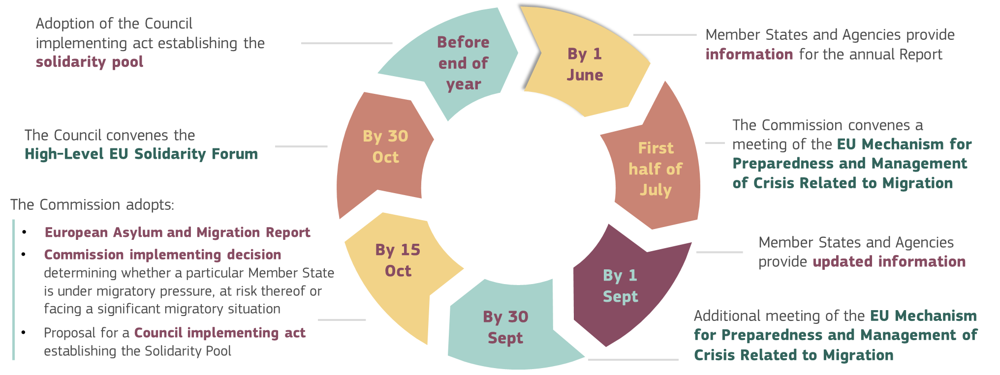 Adoption of the Council
implementing act establishing the
solidarity pool
Before
end of
year
By 1
June
Member States and Agencies provide
information for the annual Report
The Council convenes the
High-Level EU Solidarity Forum
By 30
Oct
First
half of
July
The Commission convenes a
meeting of the EU Mechanism for
Preparedness and Management
of Crisis Related to Migration
The Commission adopts:
• European Asylum and Migration Report
• Commission implementing decision
determining whether a particular Member State
is under migratory pressure, at risk thereof or
facing a significant migratory situation
• Proposal for a Council implementing act
establishing the Solidarity Pool
By 15
Oct
By 30
Sept
By 1
Sept
Member States and Agencies
provide updated information
Additional meeting of the EU Mechanism
for Preparedness and Management of
Crisis Related to Migration